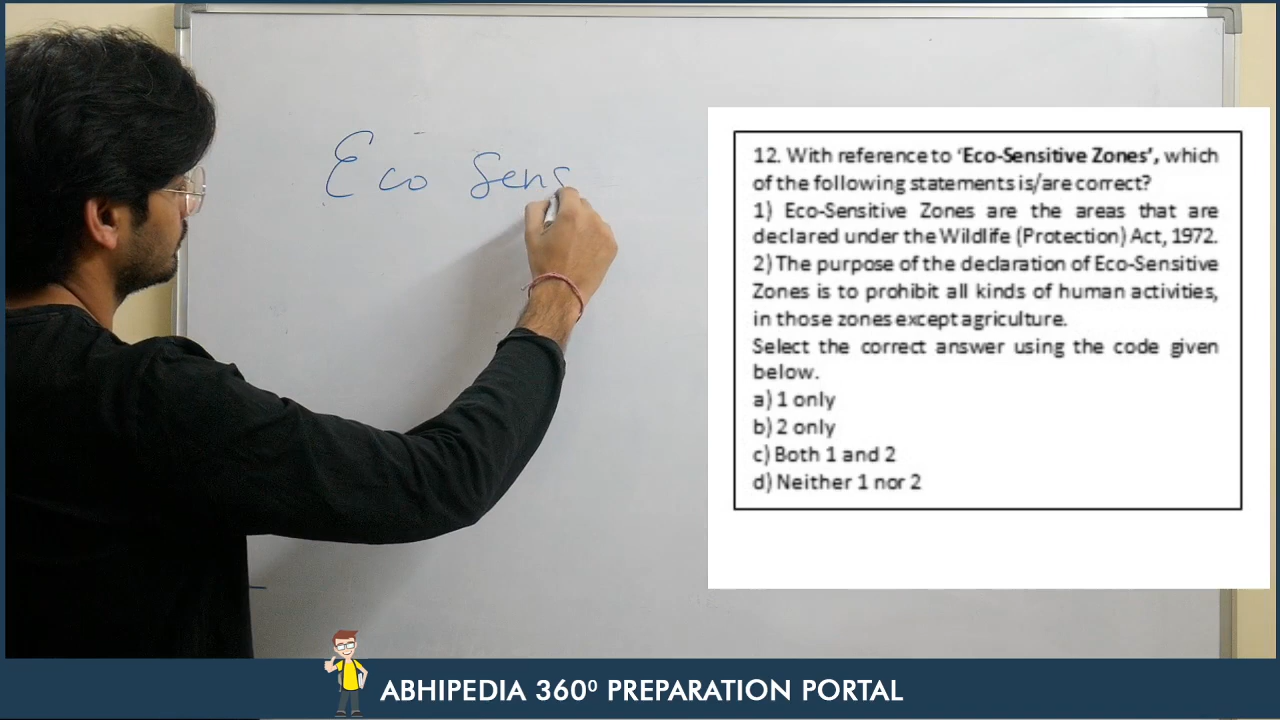 Eco Sens
12. With reference to 'Eco-Sensitive Zones', which
of the following statements is/are correct?
1) Eco-Sensitive Zones are the areas that are
declared under the Wildlife (Protection) Act, 1972.
2) The purpose of the declaration of Eco-Sensitive
Zones is to prohibit all kinds of human activities,
in those zones except agriculture.
Select the correct answer using the code given
below.
a) 1 only
b) 2 only
c) Both 1 and 2
d) Neither 1 nor 2
ABHIPEDIA 360⁰ PREPARATION PORTAL